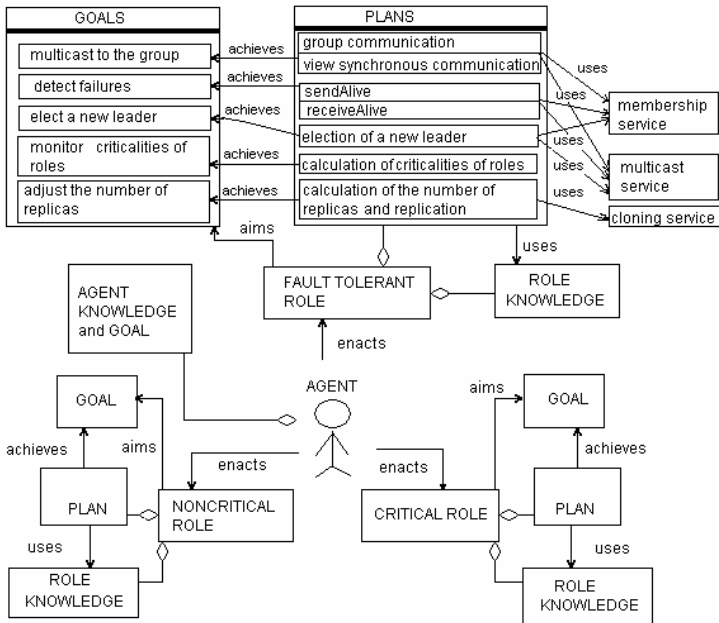 GOALS
PLANS
multicast to the group
achieves
group communication
view synchronous communication
uses
detect failures
achieves
sendAlive
receiveAlive
uses
membership
service
elect a new leader
achieves
election of a new leader
uses
monitor criticalities of
roles
achieves
calculation of criticalities of roles
uses
multicast
service
adjust the number of
replicas
achieves
calculation of the number of
replicas and replication
uses
cloning service
aims
uses
AGENT
KNOWLEDGE
and GOAL
FAULT TOLERANT
ROLE
ROLE
KNOWLEDGE
enacts
AGENT
GOAL
aims
aims
GOAL
achieves
enacts
enacts
achieves
PLAN
NONCRITICAL
ROLE
CRITICAL ROLE
PLAN
uses
uses
ROLE
KNOWLEDGE
ROLE
KNOWLEDGE